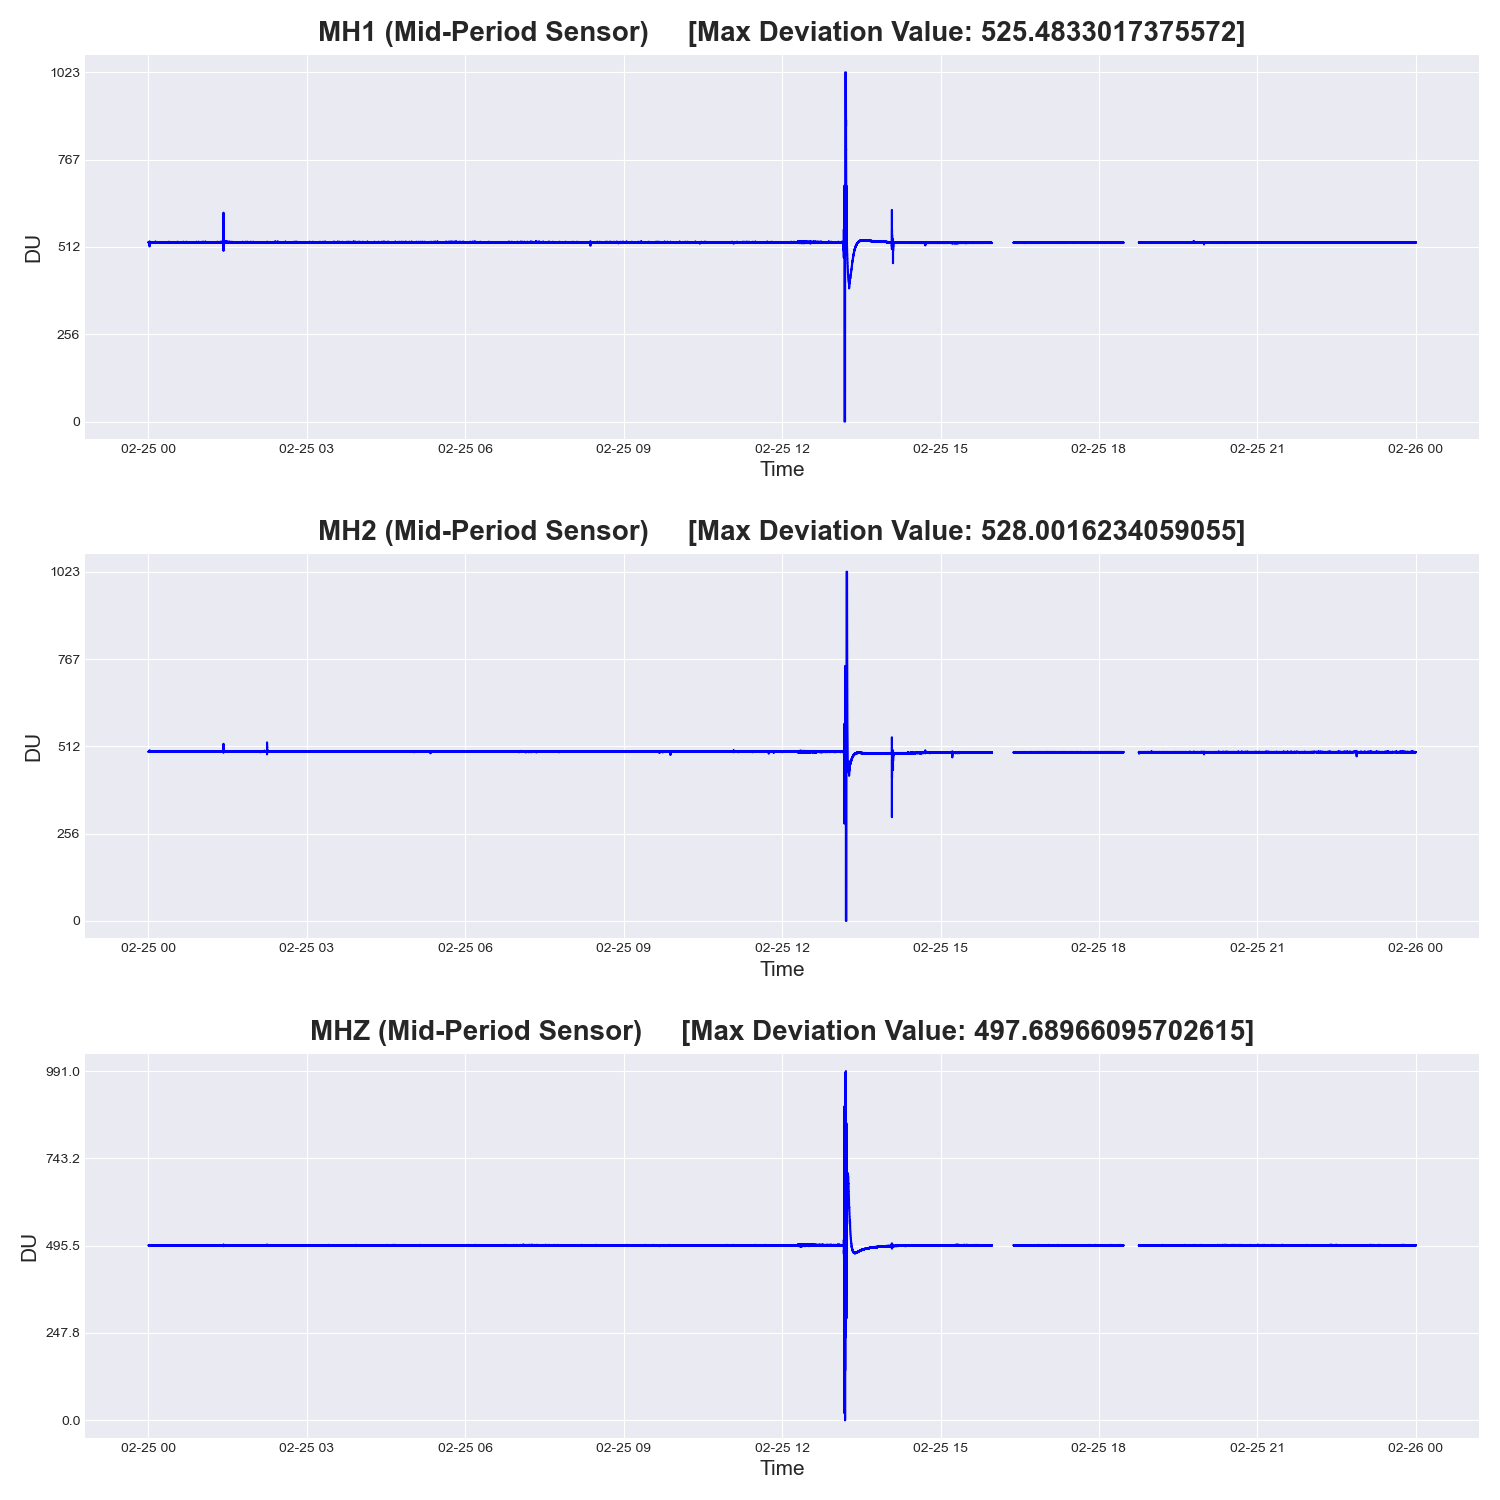 MH1 (Mid-Period Sensor) [Max Deviation Value: 525.4833017375572]
1023
767
512
256
0
DU
02-25 00 02-25 03 02-25 06 02-25 09 02-25 12 02-25 15 02-25 18 02-25 21 02-26 00
Time
MH2 (Mid-Period Sensor) [Max Deviation Value: 528.0016234059055]
1023
767
512
256
0
DU
02-25 00 02-25 03 02-25 06 02-25 09 02-25 12 02-25 15 02-25 18 02-25 21 02-26 00
Time
MHZ (Mid-Period Sensor) [Max Deviation Value: 497.68966095702615]
991.0
743.2
495.5
247.8
0.0
DU
02-25 00 02-25 03 02-25 06 02-25 09 02-25 12 02-25 15 02-25 18 02-25 21 02-26 00
Time